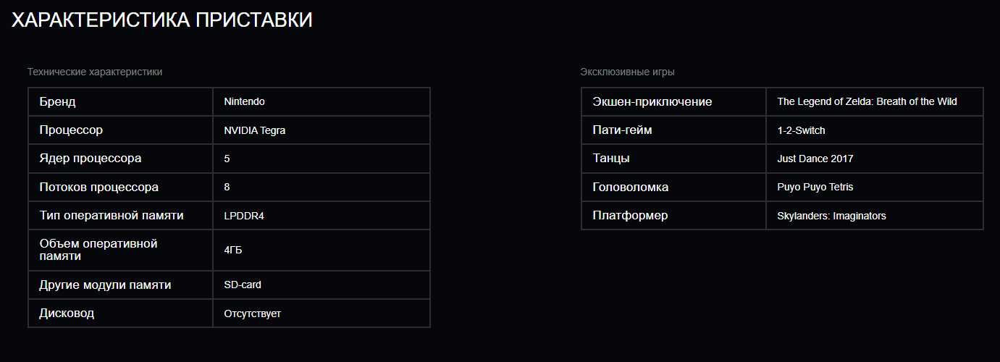 ХАРАКТЕРИСТИКА ПРИСТАВКИ
Технические характеристики
Бренд Nintendo
Процессор NVIDIA Tegra
Ядер процессора 5
Потоков процессора 8
Тип оперативной памяти LPDDR4
Объем оперативной
памяти 4ГБ
Другие модули памяти SD-card
Дисковод Отсутствует
Эксклюзивные игры
Экшен-приключение The Legend of Zelda: Breath of the Wild
Пати-гейм 1-2-Switch
Танцы Just Dance 2017
Головоломка Puyo Puyo Tetris
Платформер Skylanders: Imaginators